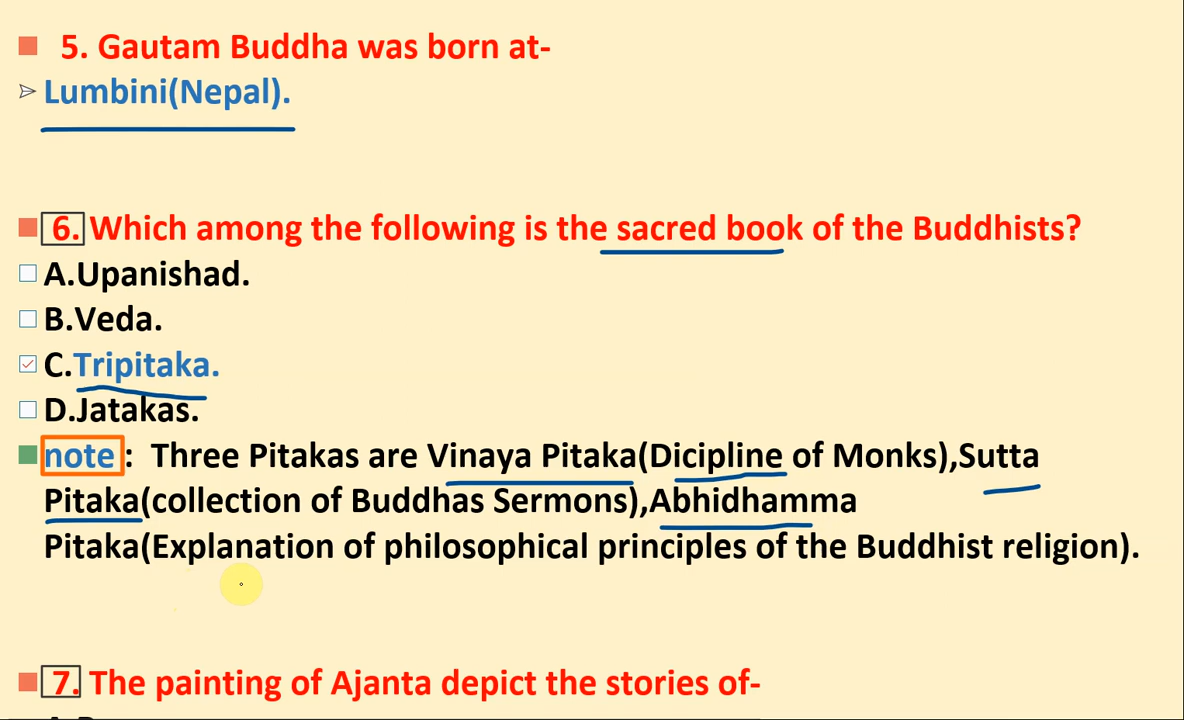 5. Gautam Buddha was born at-
Lumbini(Nepal).
6. Which among the following is the sacred book of the Buddhists?
A.Upanishad.
B.Veda.
C.Tripitaka.
D.Jatakas.
note : Three Pitakas are Vinaya Pitaka(Dicipline of Monks),Sutta
Pitaka(collection of Buddhas Sermons),Abhidhamma
Pitaka(Explanation of philosophical principles of the Buddhist religion).
7. The painting of Ajanta depict the stories of-